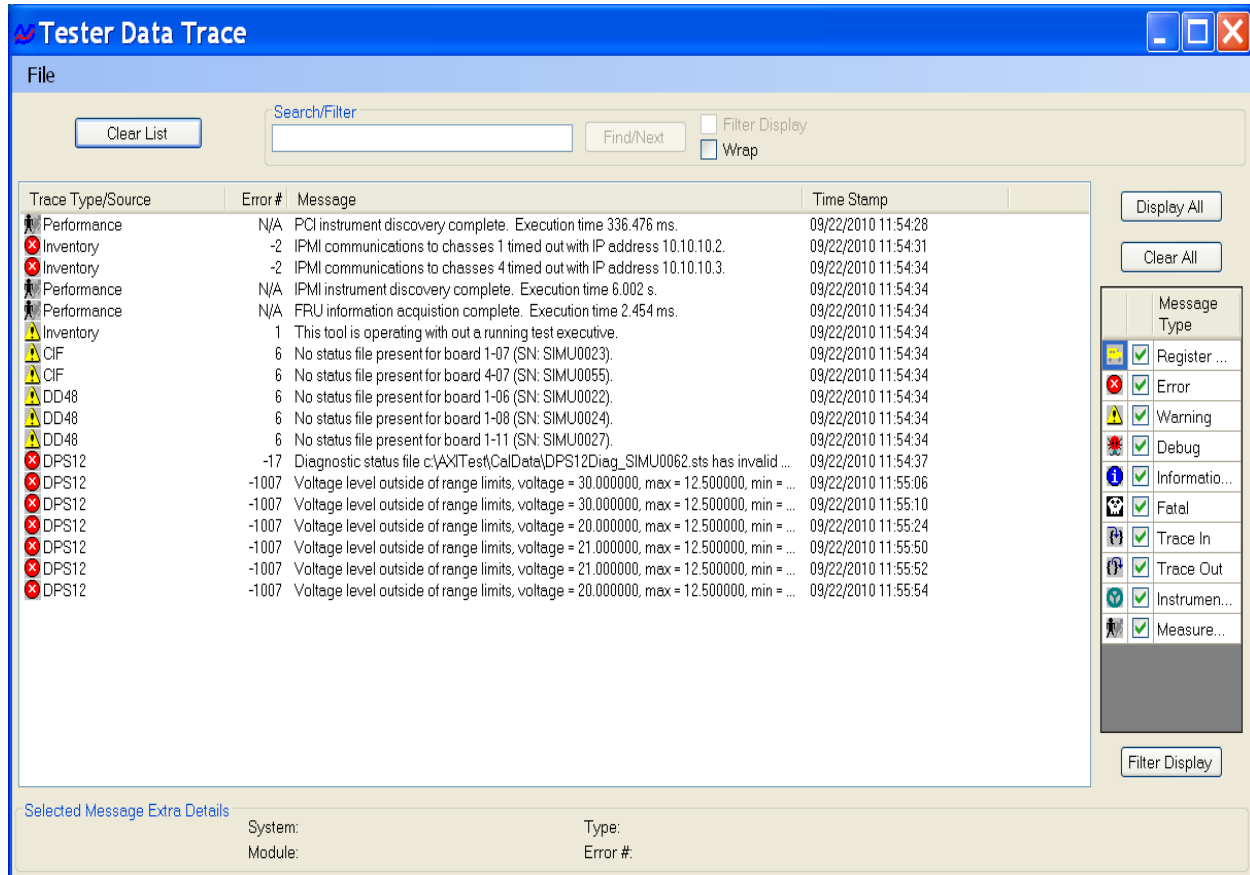 Tester Data Trace
File
Clear List
Search/Filter
Find/Next
Filter Display
Wrap
Trace Type/Source Error # Message Time Stamp
Performance N/A PCI instrument discovery complete. Execution time 336.476 ms. 09/22/2010 11:54:28
Inventory -2 IPMI communications to chasses 1 timed out with IP address 10.10.10.2. 09/22/2010 11:54:31
Inventory -2 IPMI communications to chasses 4 timed out with IP address 10.10.10.3. 09/22/2010 11:54:34
Performance N/A IPMI instrument discovery complete. Execution time 6.002 s. 09/22/2010 11:54:34
Performance N/A FRU information acquistion complete. Execution time 2.454 ms. 09/22/2010 11:54:34
Inventory 1 This tool is operating with out a running test executive. 09/22/2010 11:54:34
CIF 6 No status file present for board 1-07 (SN: SIMU0023). 09/22/2010 11:54:34
CIF 6 No status file present for board 4-07 (SN: SIMU0055). 09/22/2010 11:54:34
DD48 6 No status file present for board 1-06 (SN: SIMU0022). 09/22/2010 11:54:34
DD48 6 No status file present for board 1-08 (SN: SIMU0024). 09/22/2010 11:54:34
DD48 6 No status file present for board 1-11 (SN: SIMU0027). 09/22/2010 11:54:34
DPS12 -17 Diagnostic status file c:\AXITest\CalData\DPS12Diag_SIMU0062.sts has invalid ... 09/22/2010 11:54:37
DPS12 -1007 Voltage level outside of range limits, voltage = 30.000000, max = 12.500000, min = ... 09/22/2010 11:55:06
DPS12 -1007 Voltage level outside of range limits, voltage = 30.000000, max = 12.500000, min = ... 09/22/2010 11:55:10
DPS12 -1007 Voltage level outside of range limits, voltage = 20.000000, max = 12.500000, min = ... 09/22/2010 11:55:24
DPS12 -1007 Voltage level outside of range limits, voltage = 21.000000, max = 12.500000, min = ... 09/22/2010 11:55:50
DPS12 -1007 Voltage level outside of range limits, voltage = 21.000000, max = 12.500000, min = ... 09/22/2010 11:55:52
DPS12 -1007 Voltage level outside of range limits, voltage = 20.000000, max = 12.500000, min = ... 09/22/2010 11:55:54
Display All
Clear All
Message
Type
Register ...
Error
Warning
Debug
Informatio...
Fatal
Trace In
Trace Out
Instrumen...
Measure...
Filter Display
Selected Message Extra Details
System: Type:
Module: Error #: